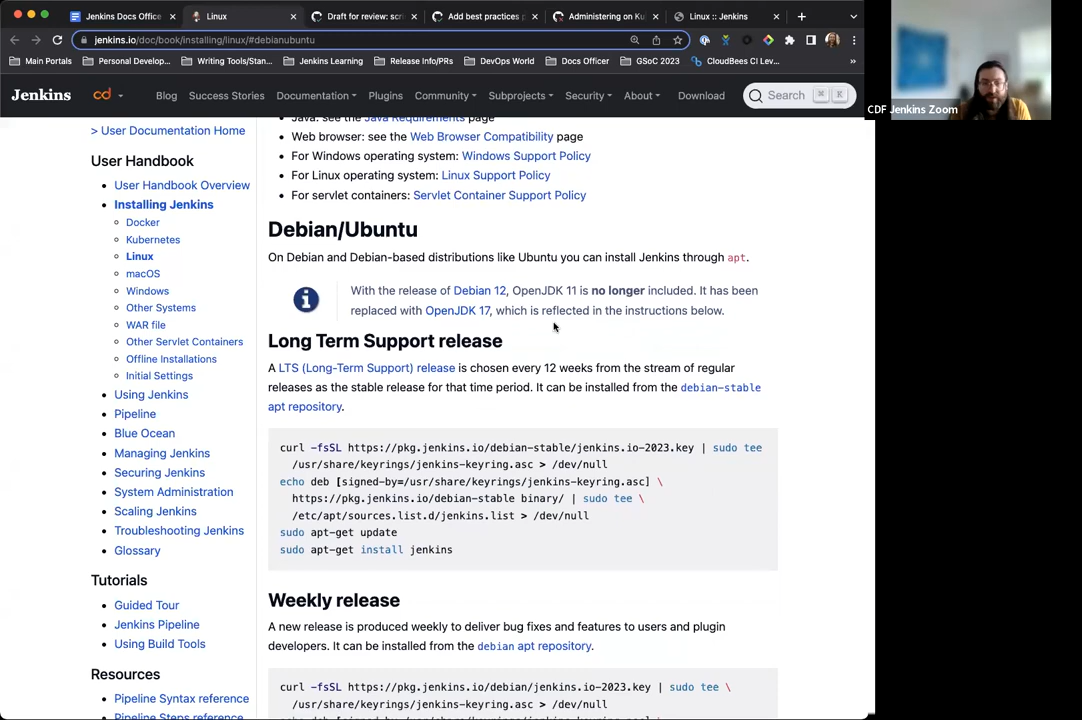 Jenkins Docs Office
Linux
Draft for review: scri
Add best practices p
Administering on Ku
Linux :: Jenkins
jenkins.io/doc/book/installing/linux/#debianubuntu
Main Portals
Personal Develop...
Writing Tools/Stan...
Jenkins Learning
Release Info/PRs
DevOps World
Docs Officer
GSoC 2023
CloudBees CI Lev...
»
Jenkins
cd
Blog
Success Stories
Documentation
Plugins
Community
Subprojects
Security
About
Download
Search
⌘
K
CDF Jenkins Zoom
> User Documentation Home
User Handbook
User Handbook Overview
Installing Jenkins
Docker
Kubernetes
Linux
macOS
Windows
Other Systems
WAR file
Other Servlet Containers
Offline Installations
Initial Settings
Using Jenkins
Pipeline
Blue Ocean
Managing Jenkins
Securing Jenkins
System Administration
Scaling Jenkins
Troubleshooting Jenkins
Glossary
Tutorials
Guided Tour
Jenkins Pipeline
Using Build Tools
Resources
Pipeline Syntax reference
Pipeline Steps reference
Java: see the Java Requirements page
Web browser: see the Web Browser Compatibility page
For Windows operating system: Windows Support Policy
For Linux operating system: Linux Support Policy
For servlet containers: Servlet Container Support Policy
Debian/Ubuntu
On Debian and Debian-based distributions like Ubuntu you can install Jenkins through apt.
With the release of Debian 12, OpenJDK 11 is no longer included. It has been
replaced with OpenJDK 17, which is reflected in the instructions below.
Long Term Support release
A LTS (Long-Term Support) release is chosen every 12 weeks from the stream of regular
releases as the stable release for that time period. It can be installed from the debian-stable
apt repository.
curl -fsSL https://pkg.jenkins.io/debian-stable/jenkins.io-2023.key | sudo tee
/usr/share/keyrings/jenkins-keyring.asc > /dev/null
echo deb [signed-by=/usr/share/keyrings/jenkins-keyring.asc] \
https://pkg.jenkins.io/debian-stable binary/ | sudo tee \
/etc/apt/sources.list.d/jenkins.list > /dev/null
sudo apt-get update
sudo apt-get install jenkins
Weekly release
A new release is produced weekly to deliver bug fixes and features to users and plugin
developers. It can be installed from the debian apt repository.
curl -fsSL https://pkg.jenkins.io/debian/jenkins.io-2023.key | sudo tee \
/usr/share/keyrings/jenkins-keyring.asc > /dev/null